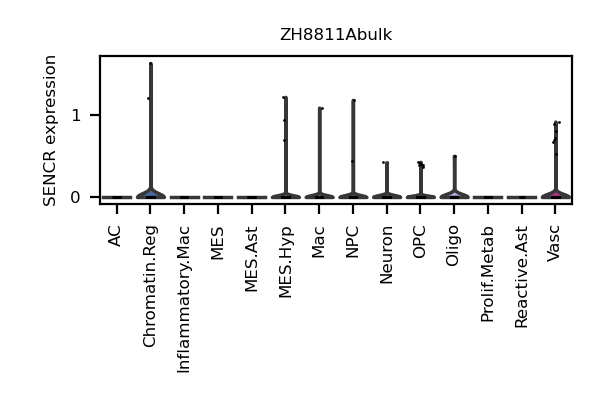 ZH8811Abulk
SENCR expression
1
0
AC
Chromatin.Reg
Inflammatory.Mac
MES
MES.Ast
MES.Hyp
Mac
NPC
Neuron
OPC
Oligo
Prolif.Metab
Reactive.Ast
Vasc